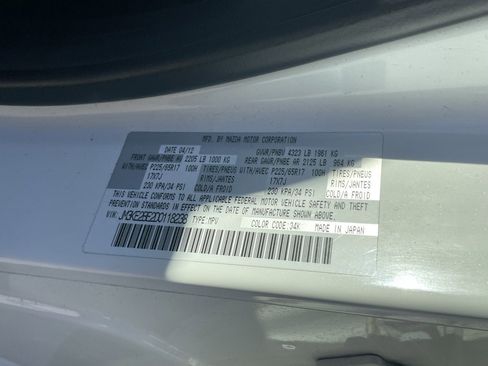 MFD. BY MAZDA MOTOR CORPORATION
DATE 04/12 GVWR/PNBV 4323 LB 1961 KG
FRONT GAWR/PNBE AR 2205 LB 1000 KG REAR GAWR/PNBE AR 2125 LB 964 KG
WITH/AVEC P225/65R17 100H TIRES/PNEUS WITH/AVEC P225/65R17 100H TIRES/PNEUS
17X7J RIMS/JANTES 17X7J RIMS/JANTES
230 KPA/34 PSI COLD/A FROID 230 KPA/34 PSI COLD/A FROID
THIS VEHICLE CONFORMS TO ALL APPLICABLE FEDERAL MOTOR VEHICLE SAFETY AND THEFT
PREVENTION STANDARDS IN EFFECT ON THE DATE OF MANUFACTURE SHOWN ABOVE.
VIN: TYPE: MPV COLOR CODE: 34K MADE IN JAPAN